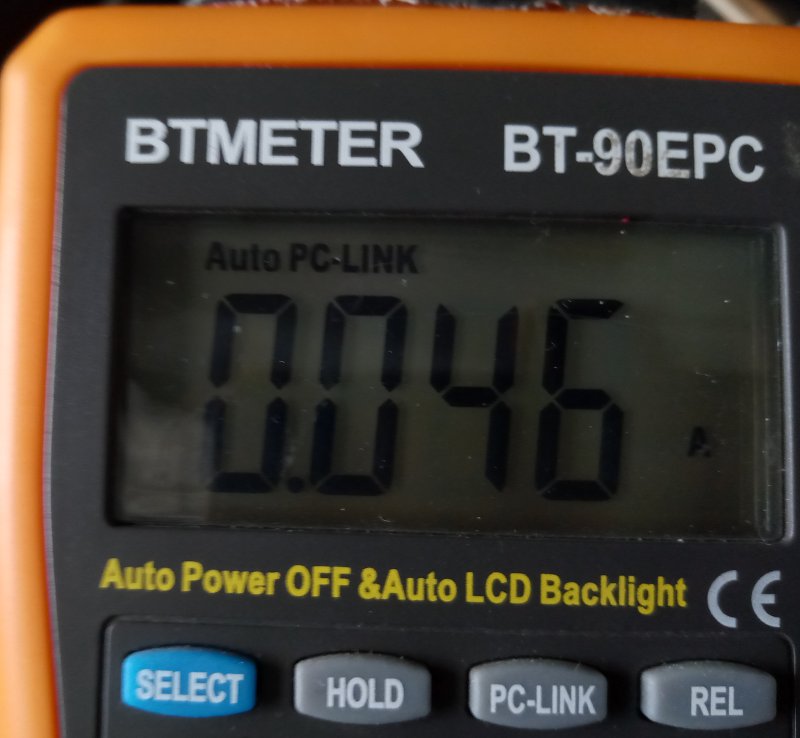 BTMETER BT-90EPC
Auto PC-LINK
0.046 A
Auto Power OFF &Auto LCD Backlight CE
SELECT HOLD PC-LINK REL